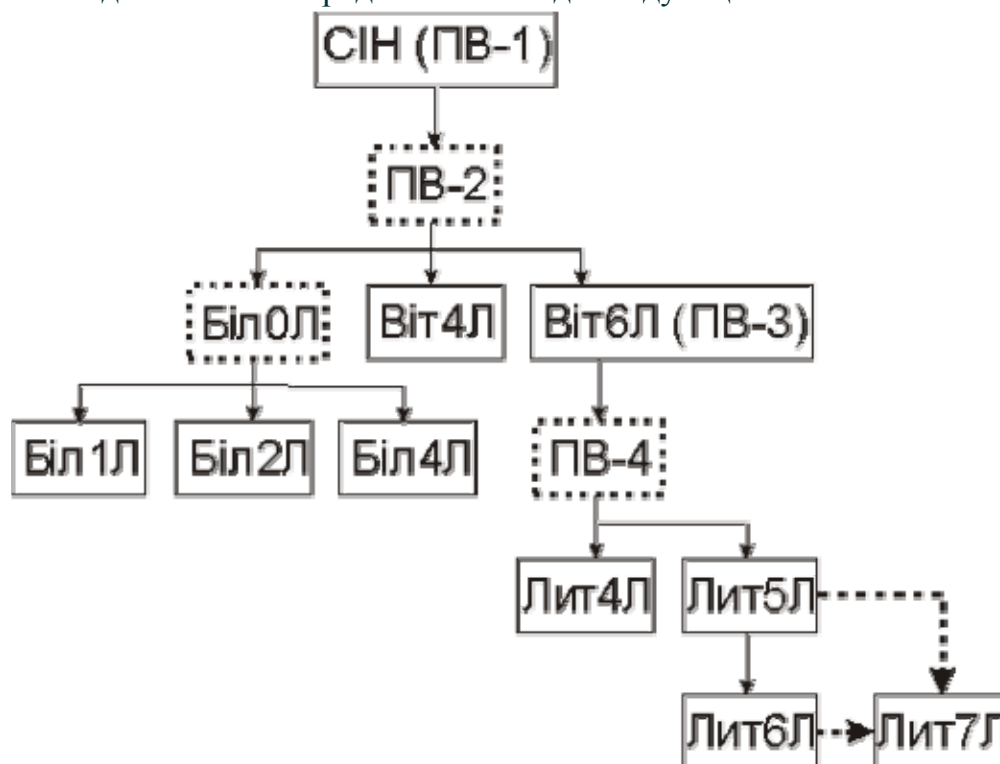 СІН (ПВ-1)
ПВ-2
Біл0Л
Віт4Л
Віт6Л (ПВ-3)
Біл1Л
Біл2Л
Біл4Л
ПВ-4
Лит4Л
Лит5Л
Лит6Л
Лит7Л